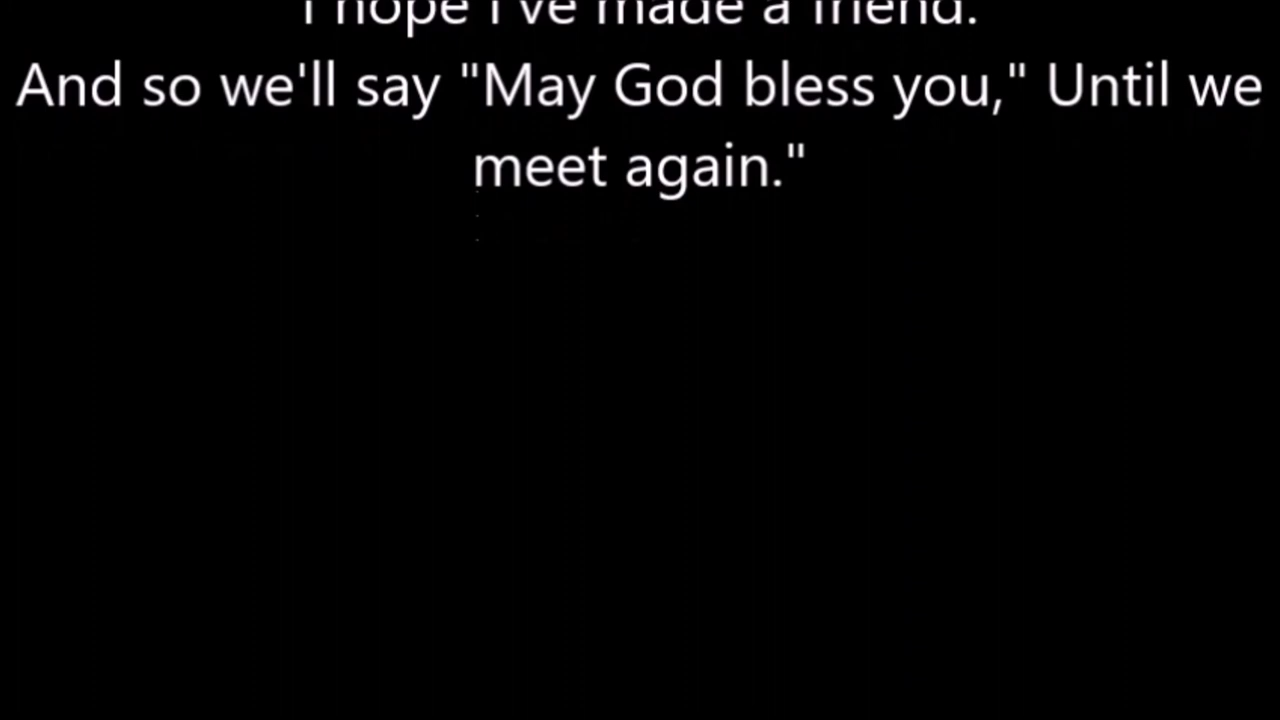 I hope I've made a friend.
And so we'll say "May God bless you," Until we
meet again."